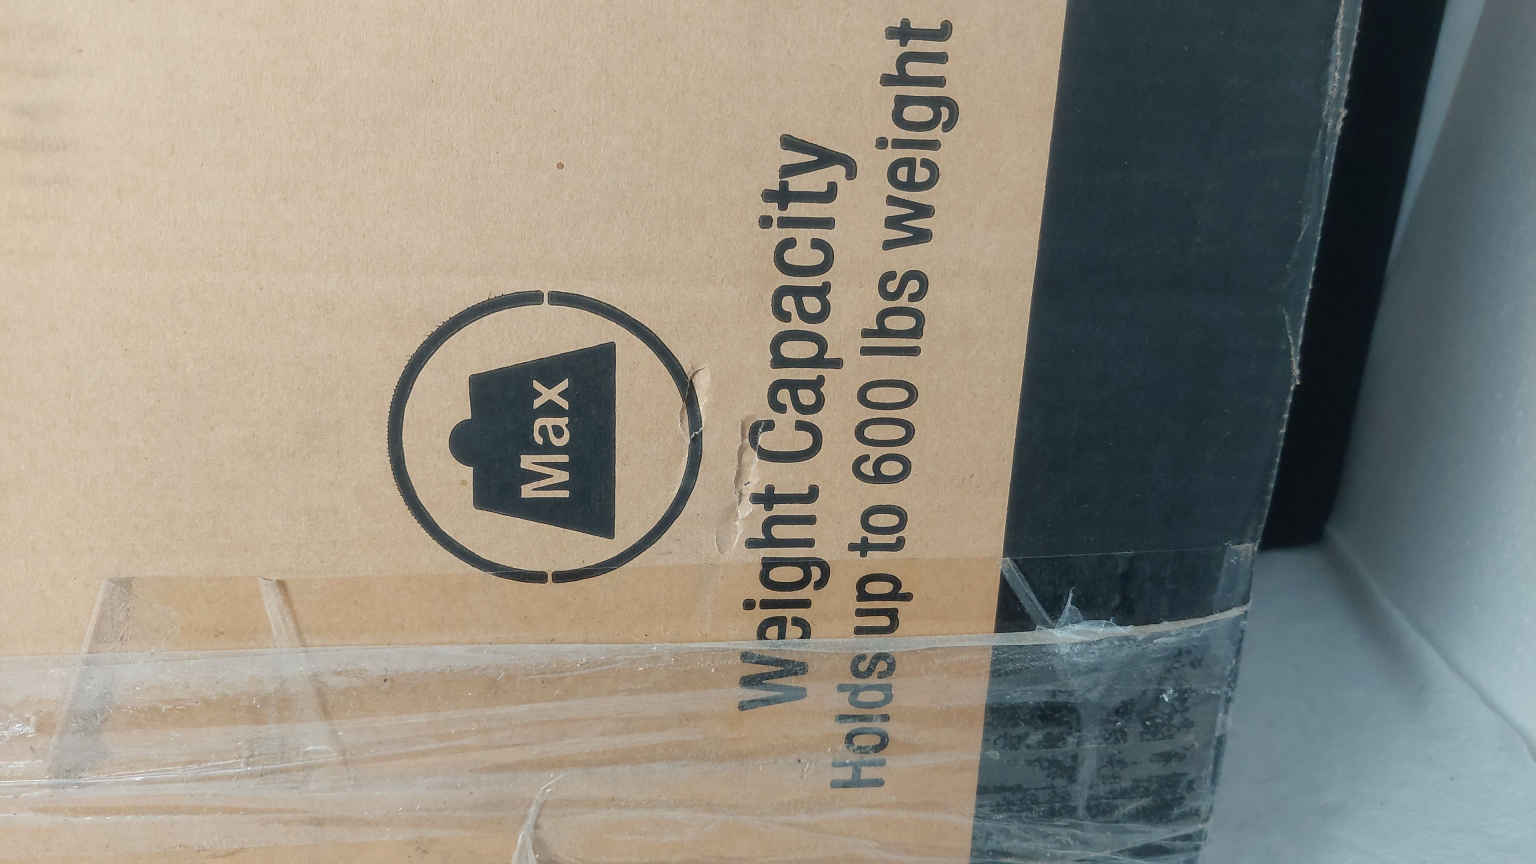 Max
Weight Capacity
Holds up to 600 lbs weight